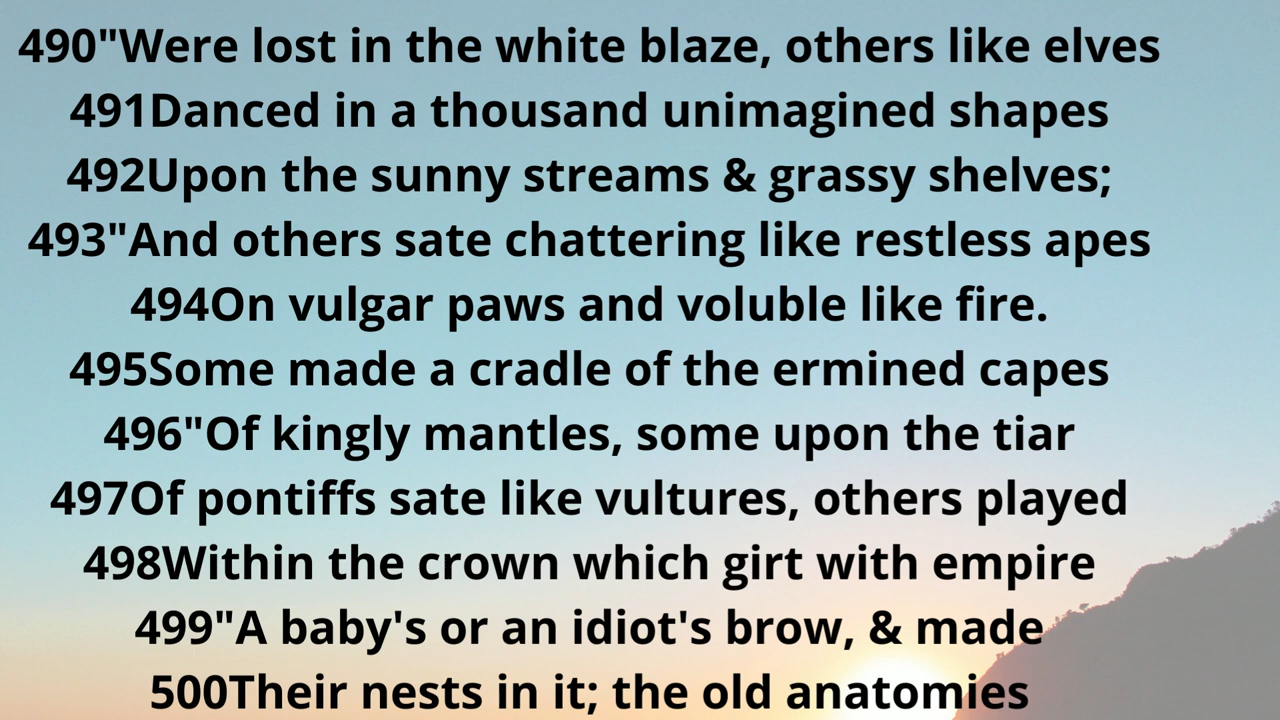 490"Were lost in the white blaze, others like elves
491Danced in a thousand unimagined shapes
492Upon the sunny streams & grassy shelves;
493"And others sate chattering like restless apes
494On vulgar paws and voluble like fire.
495Some made a cradle of the ermined capes
496"Of kingly mantles, some upon the tiar
497Of pontiffs sate like vultures, others played
498Within the crown which girt with empire
499"A baby's or an idiot's brow, & made
500Their nests in it; the old anatomies